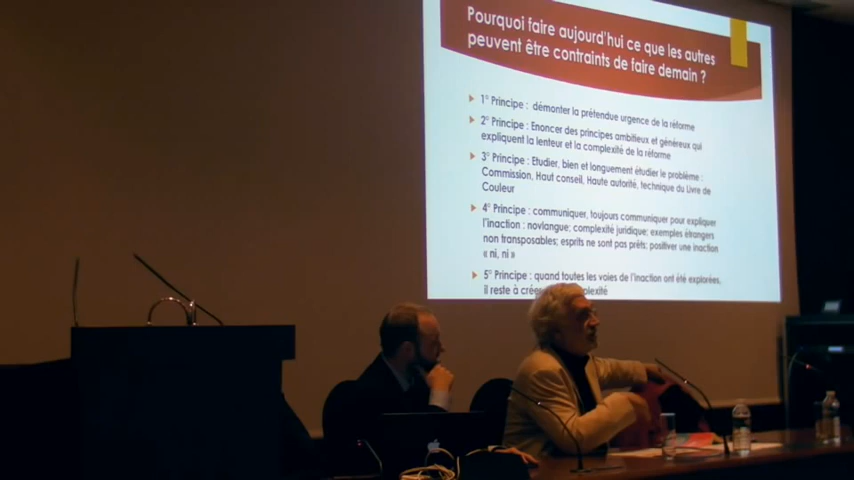 Pourquoi faire aujourd'hui ce que les autres
peuvent être contraints de faire demain ?
1° Principe : démonter la prétendue urgence de la réforme
2° Principe : Enoncer des principes ambitieux et généreux qui
expliquent la lenteur et la complexité de la réforme
3° Principe : Etudier, bien et longuement étudier le problème :
Commission, Haut conseil, Haute autorité, technique du Livre de
Couleur
4° Principe : communiquer, toujours communiquer pour expliquer
l'inaction : novlangue; complexité juridique; exemples étrangers
non transposables; esprits ne sont pas prêts; positiver une inaction
« ni, ni »
5° Principe : quand toutes les voies de l'inaction ont été explorées,
il reste à créer